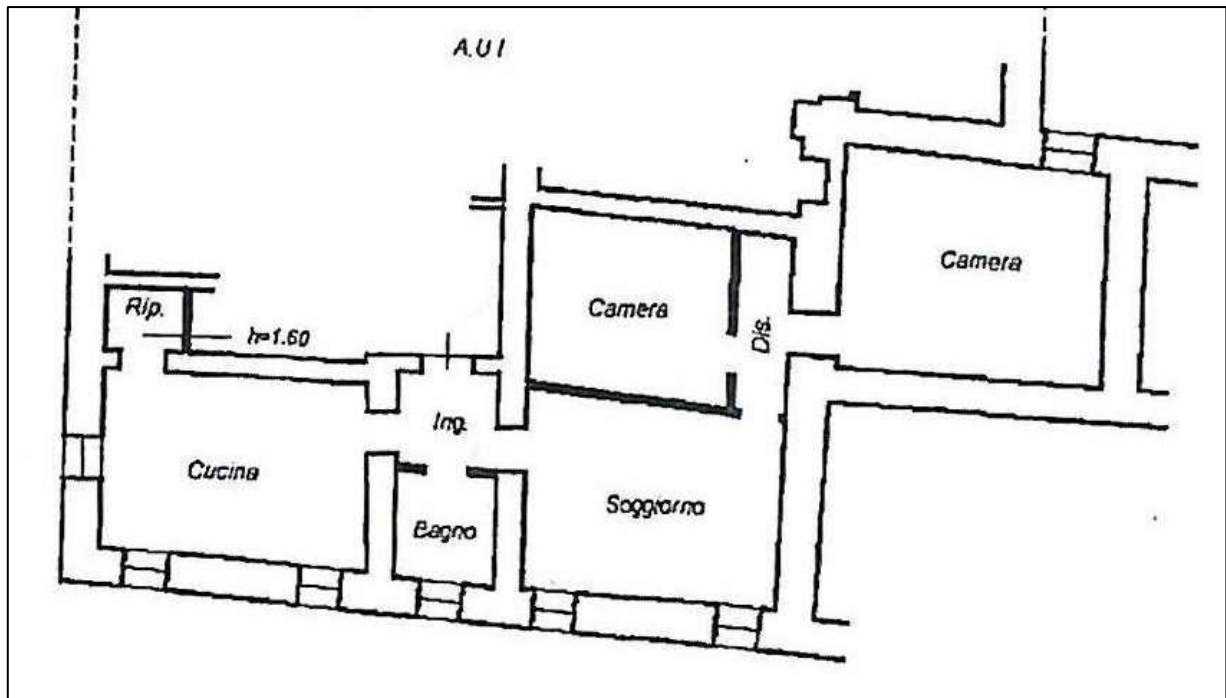 A.U I
Camera
Camera
Rip.
h=1.60
Dis.
Ing.
Cucina
Soggiorno
Bagno